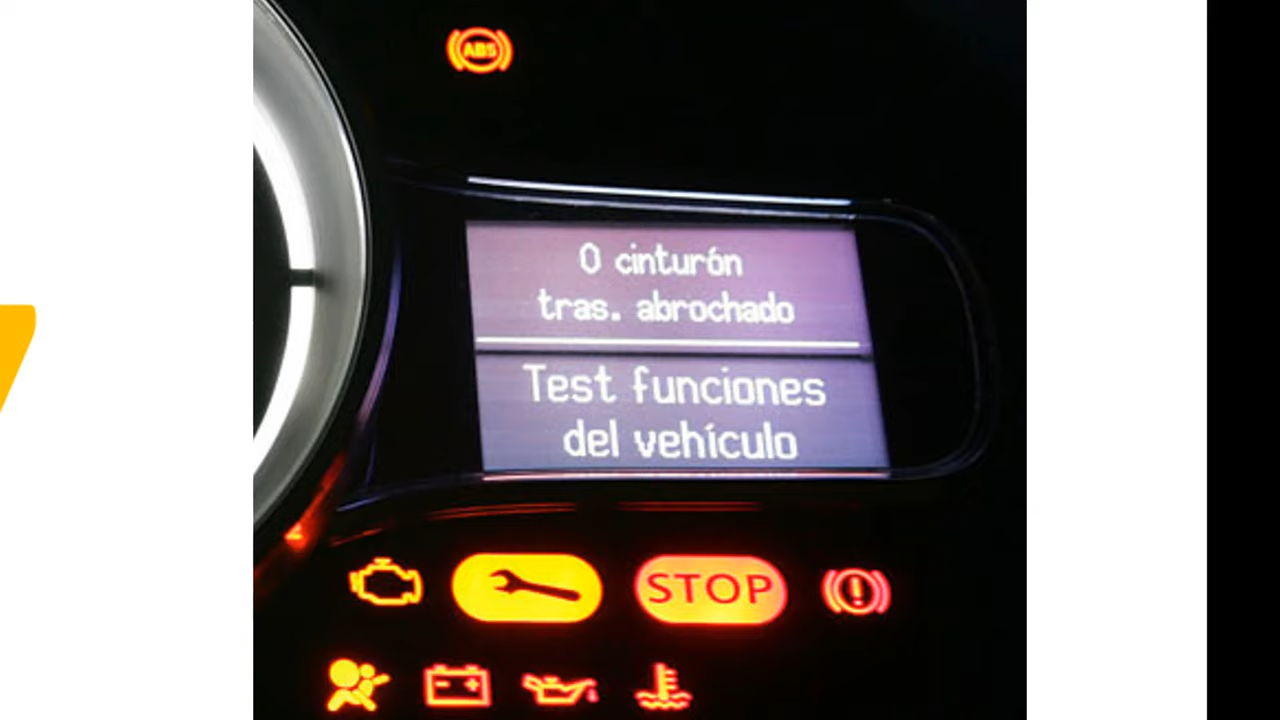 ABS
0 cinturón
tras. abrochado
Test funciones
del vehículo
STOP